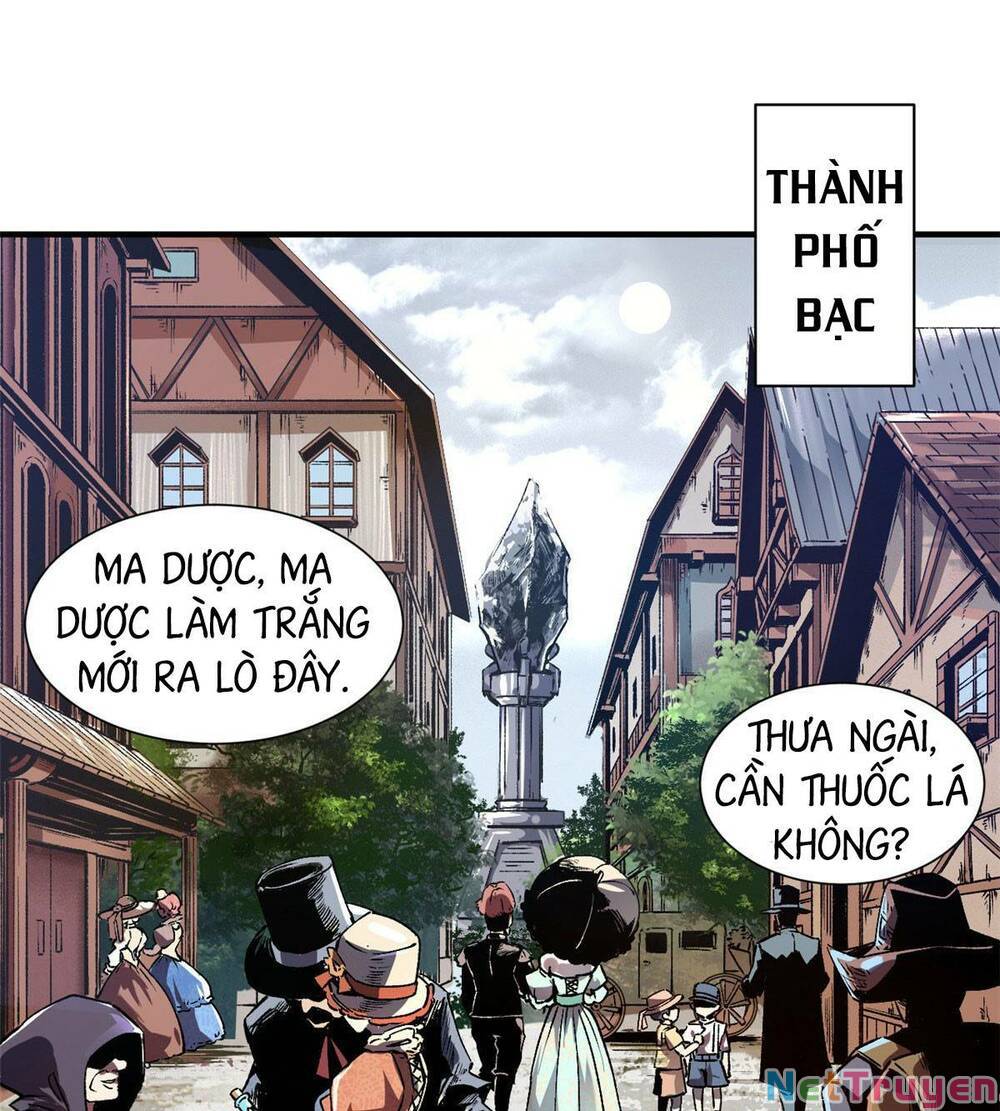 THÀNH
PHỐ
BẠC
MA DƯỢC, MA
DƯỢC LÀM TRẮNG
MỚI RA LÒ ĐÂY.
THƯA NGÀI,
CẦN THUỐC LÁ
KHÔNG?
NetTruyen